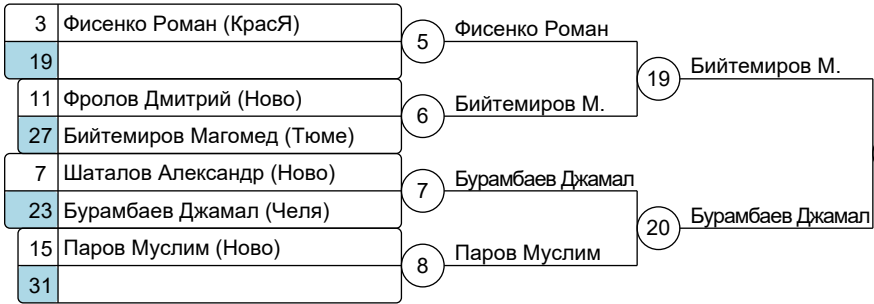 3 Фисенко Роман (КрасЯ)
19
11 Фролов Дмитрий (Ново)
27 Бийтемиров Магомед (Тюме)
7 Шаталов Александр (Ново)
23 Бурамбаев Джамал (Челя)
15 Паров Муслим (Ново)
31
5 Фисенко Роман
6 Бийтемиров М.
7 Бурамбаев Джамал
8 Паров Муслим
19 Бийтемиров М.
20 Бурамбаев Джамал